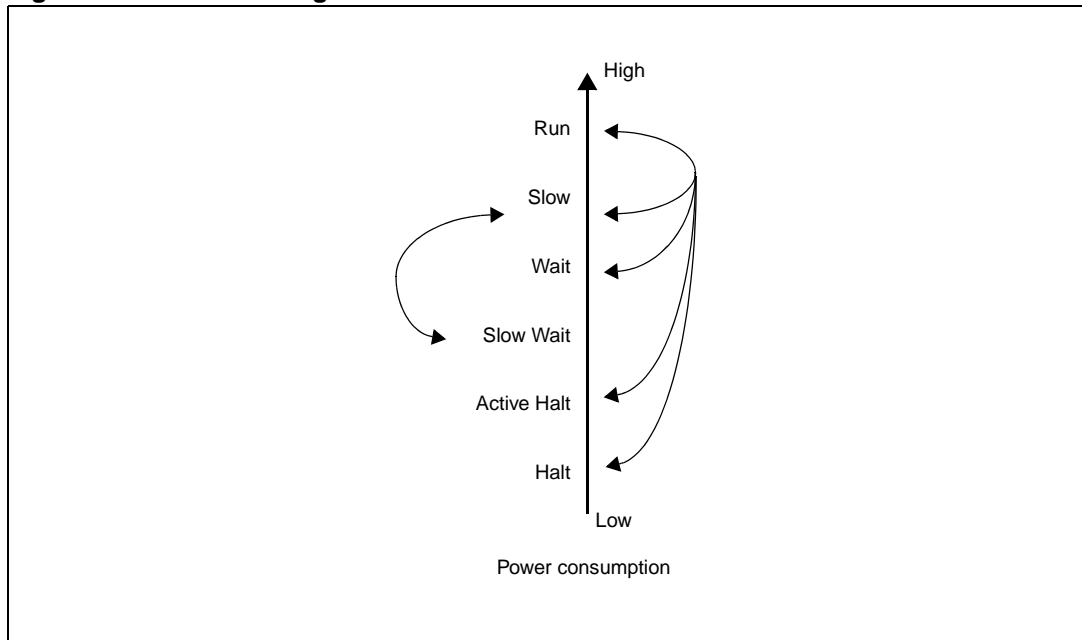 High
Run
Slow
Wait
Slow Wait
Active Halt
Halt
Low
Power consumption